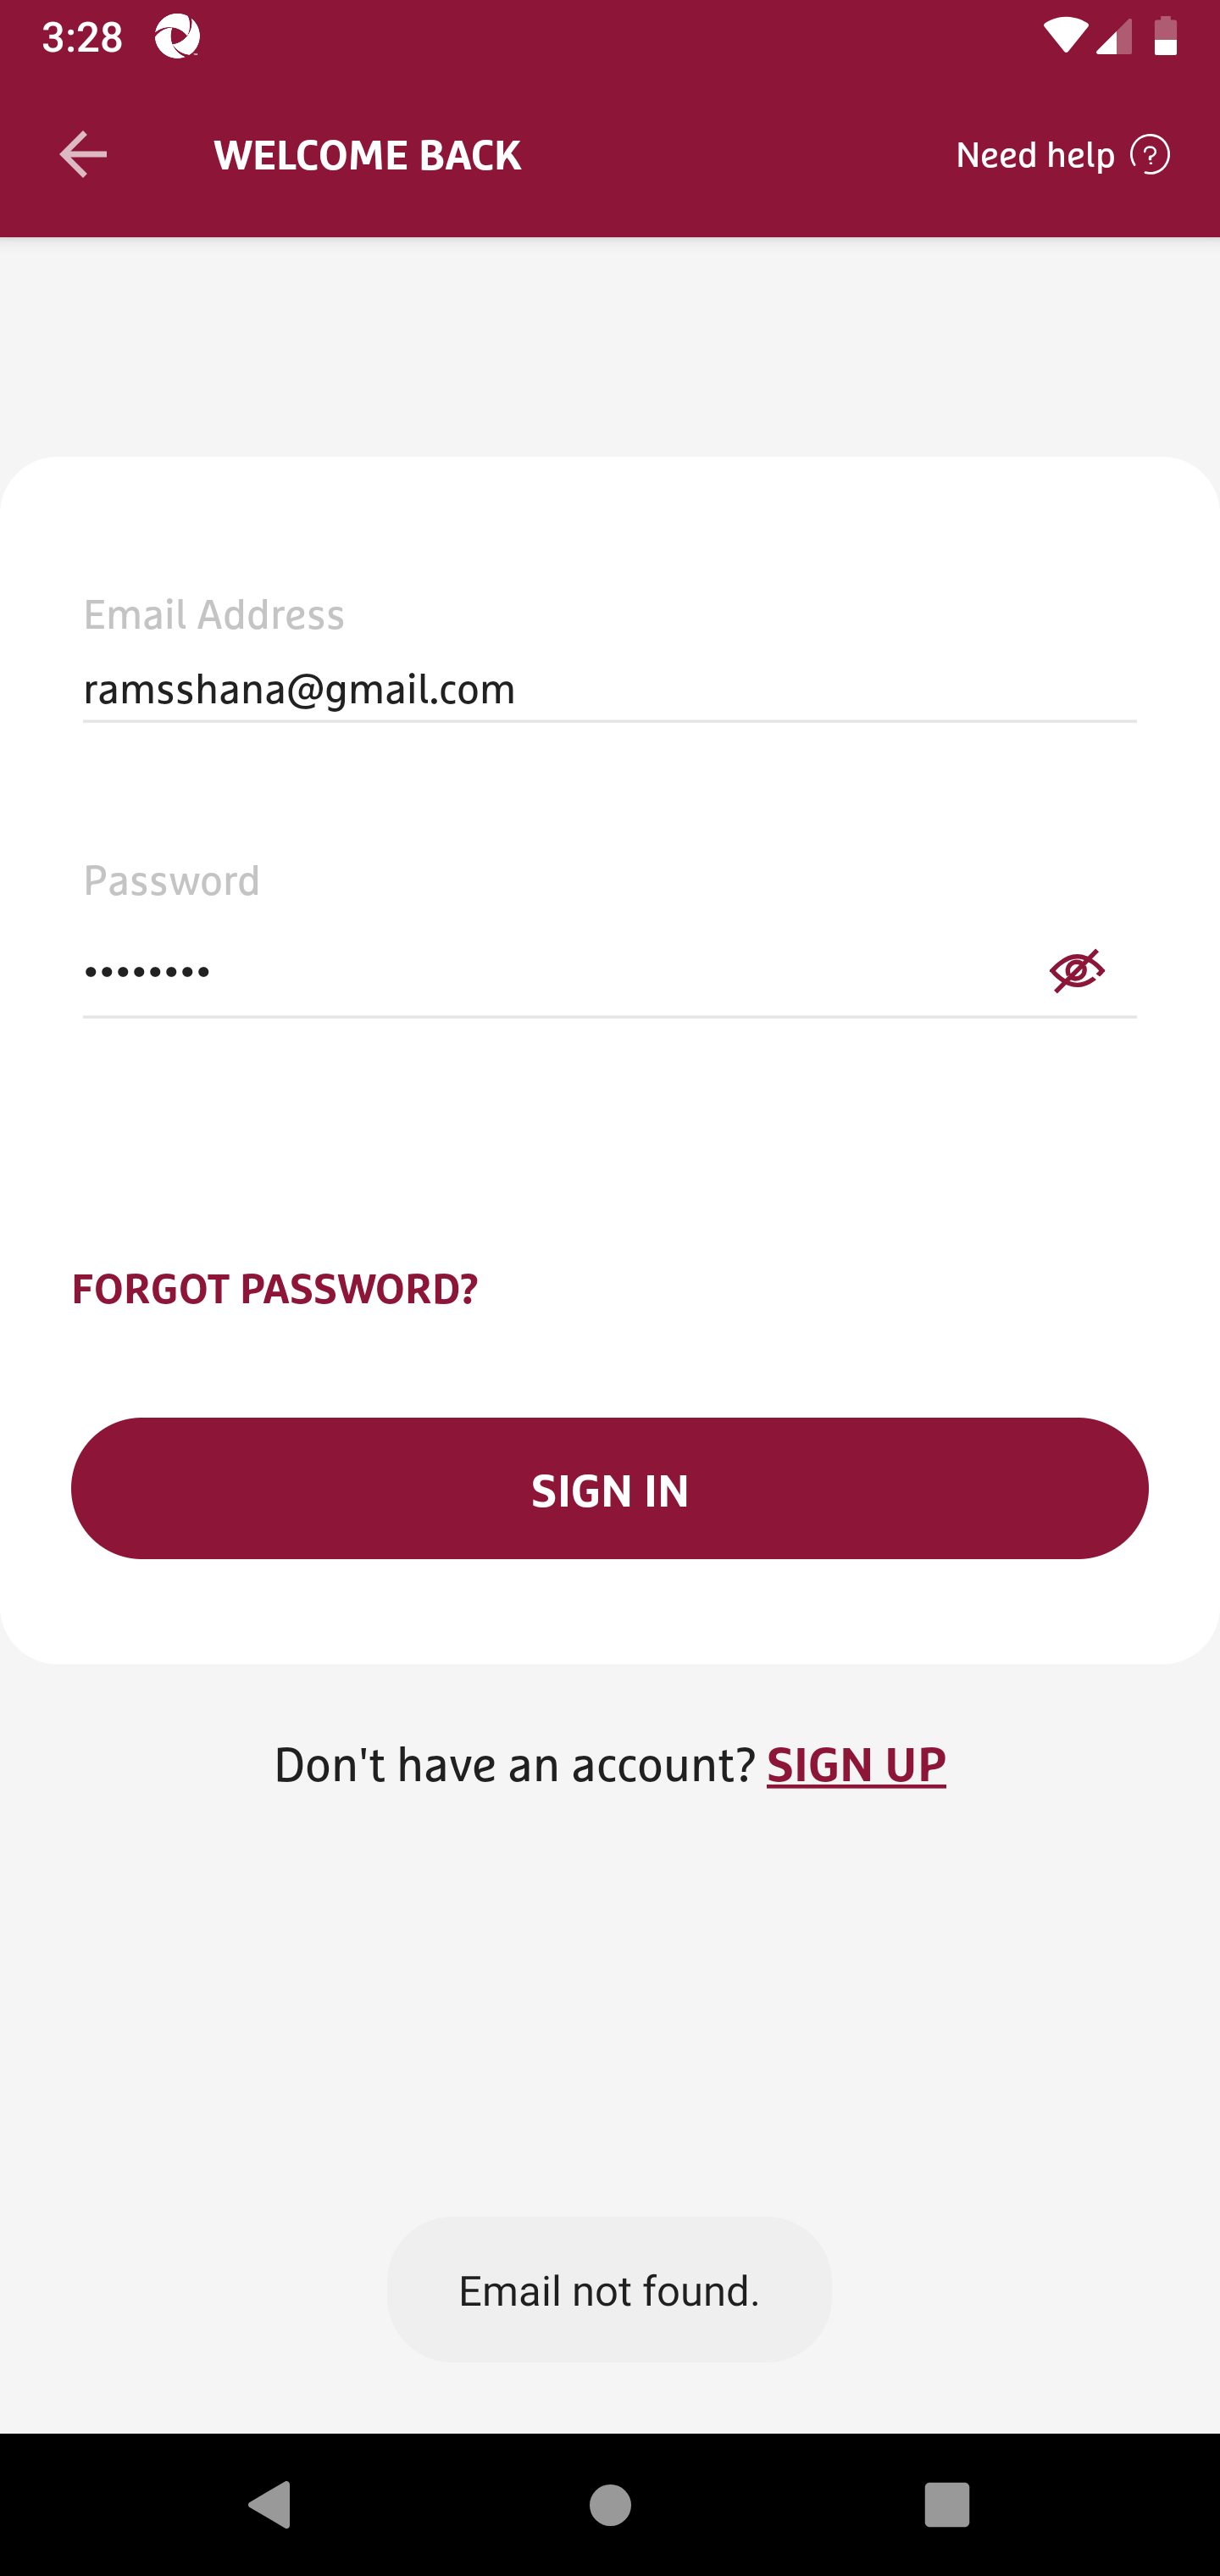 3:28
WELCOME BACK
Need help ?
Email Address
ramsshana@gmail.com
Password
••••••••
FORGOT PASSWORD?
SIGN IN
Don't have an account? SIGN UP
Email not found.